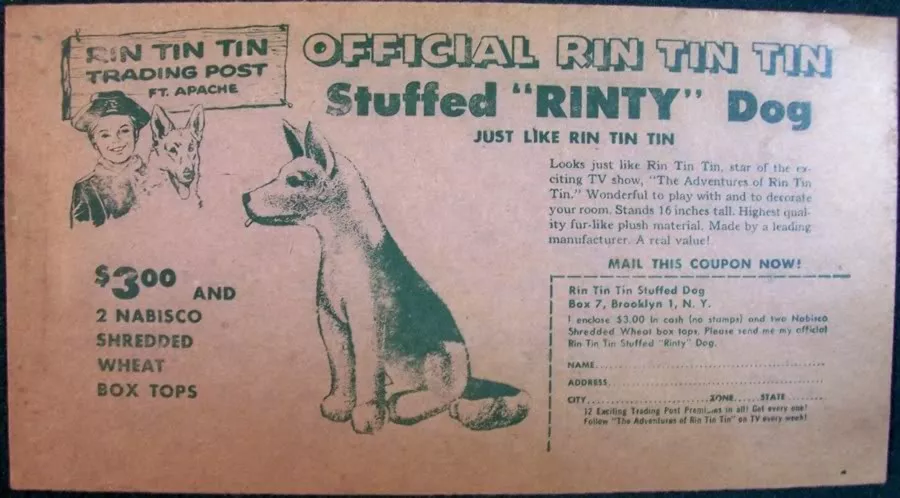 RIN TIN TIN
TRADING POST
FT. APACHE
OFFICIAL RIN TIN TIN
Stuffed "RINTY" Dog
JUST LIKE RIN TIN TIN
Looks just like Rin Tin Tin, star of the ex-
citing TV show, "The Adventures of Rin Tin
Tin." Wonderful to play with and to decorate
your room. Stands 16 inches tall. Highest qual-
ity fur-like plush material. Made by a leading
manufacturer. A real value!
$3.00 AND
2 NABISCO
SHREDDED
WHEAT
BOX TOPS
MAIL THIS COUPON NOW!
Rin Tin Tin Stuffed Dog
Box 7, Brooklyn 1, N. Y.
I enclose $3.00 in cash (no stamps) and two Nabisco
Shredded Wheat box tops. Please send me my official
Rin Tin Tin Stuffed "Rinty" Dog.
NAME
ADDRESS
CITY ZONE STATE
12 Exciting Trading Post Premiums in all! Get every one!
Follow "The Adventures of Rin Tin Tin" on TV every week!